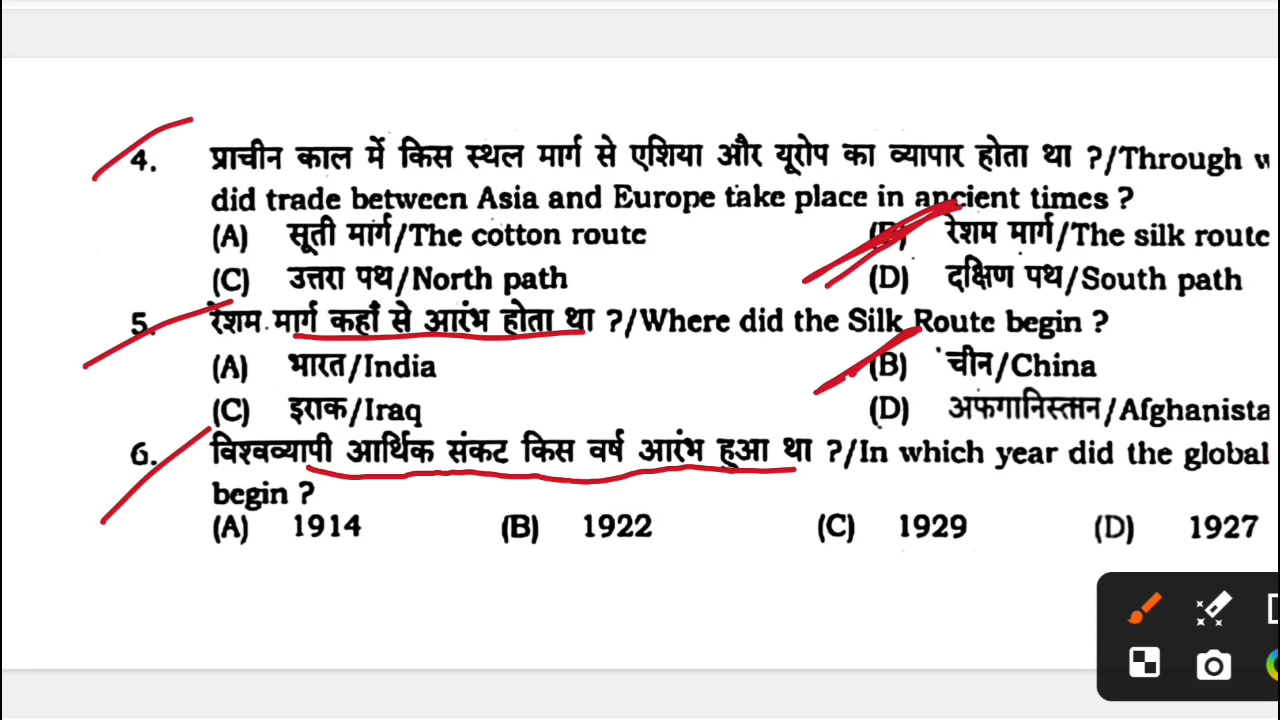 4. प्राचीन काल में किस स्थल मार्ग से एशिया और यूरोप का व्यापार होता था ?/Through
did trade between Asia and Europe take place in ancient times ?
(A) सूती मार्ग/The cotton route (B) रेशम मार्ग/The silk route
(C) उत्तरा पथ/North path (D) दक्षिण पथ/South path
5. रेशम मार्ग कहाँ से आरंभ होता था ?/Where did the Silk Route begin ?
(A) भारत/India (B) चीन/China
(C) इराक/Iraq (D) अफगानिस्तान/Afghanista
6. विश्वव्यापी आर्थिक संकट किस वर्ष आरंभ हुआ था ?/In which year did the global
begin ?
(A) 1914 (B) 1922 (C) 1929 (D) 1927